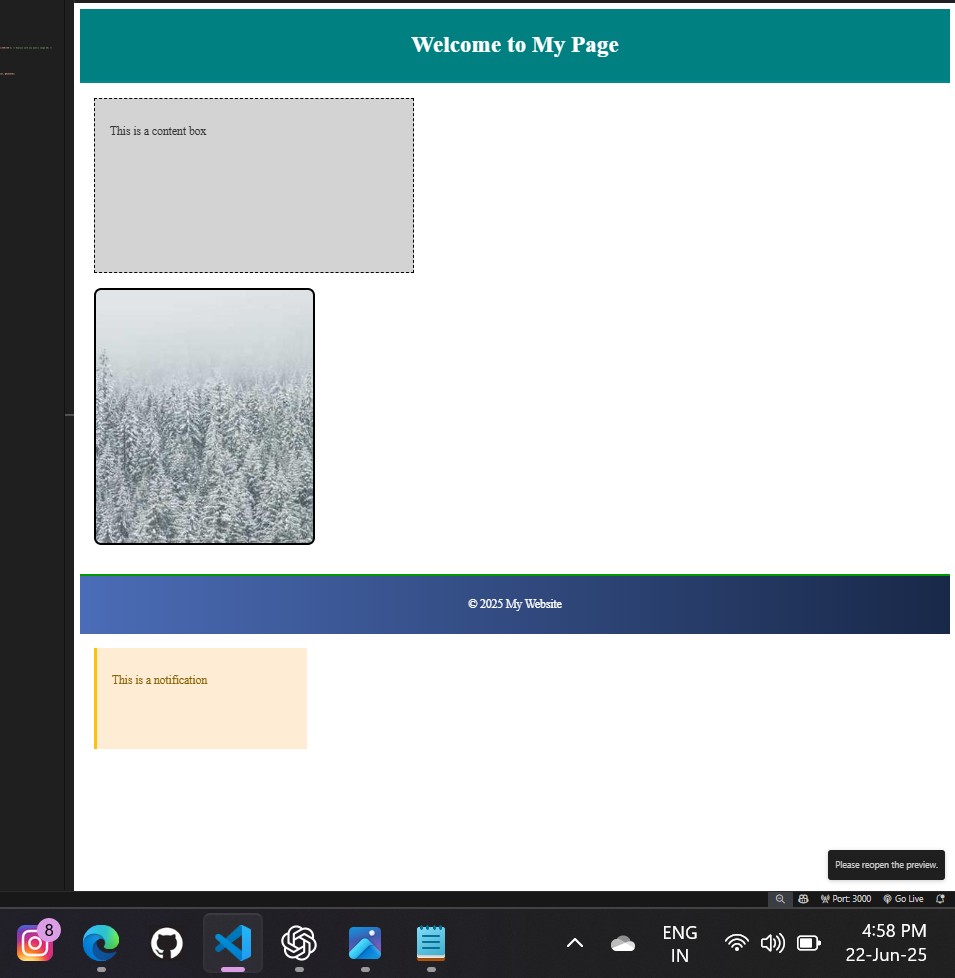 Welcome to My Page
This is a content box
© 2025 My Website
This is a notification
Please reopen the preview.
Port: 3000
Go Live
8
ENG
IN
4:58 PM
22-Jun-25